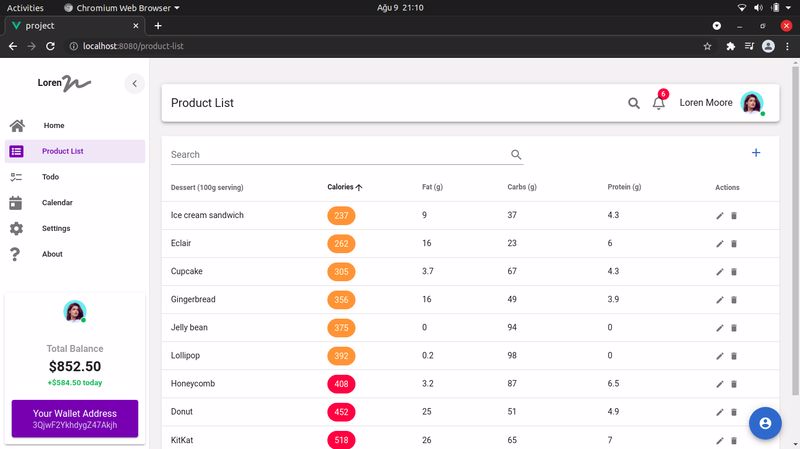 Activities
Chromium Web Browser
Ağu 9 21:10
project
localhost:8080/product-list
Loren
Product List
6
Loren Moore
Home
Product List
Todo
Calendar
Settings
About
Search
Dessert (100g serving) Calories Fat (g) Carbs (g) Protein (g) Actions
Ice cream sandwich 237 9 37 4.3
Eclair 262 16 23 6
Cupcake 305 3.7 67 4.3
Gingerbread 356 16 49 3.9
Jelly bean 375 0 94 0
Lollipop 392 0.2 98 0
Honeycomb 408 3.2 87 6.5
Donut 452 25 51 4.9
KitKat 518 26 65 7
Total Balance
$852.50
+$584.50 today
Your Wallet Address
3QjwF2YkhdygZ47Akjh